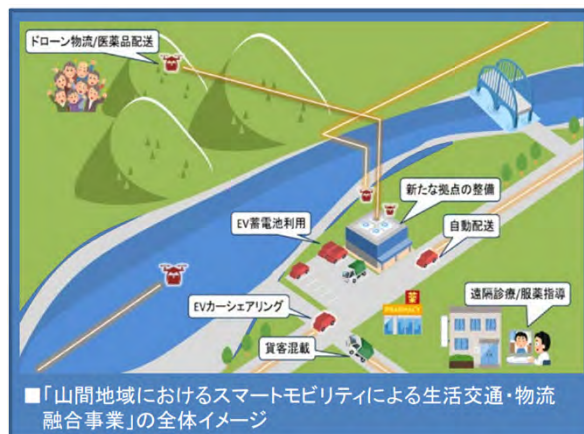 ドローン物流/医薬品配送
新たな拠点の整備
EV蓄電池利用
自動配送
遠隔診療/服薬指導
EVカーシェアリング
薬
PHARMACY
貨客混載
■「山間地域におけるスマートモビリティによる生活交通・物流
融合事業」の全体イメージ